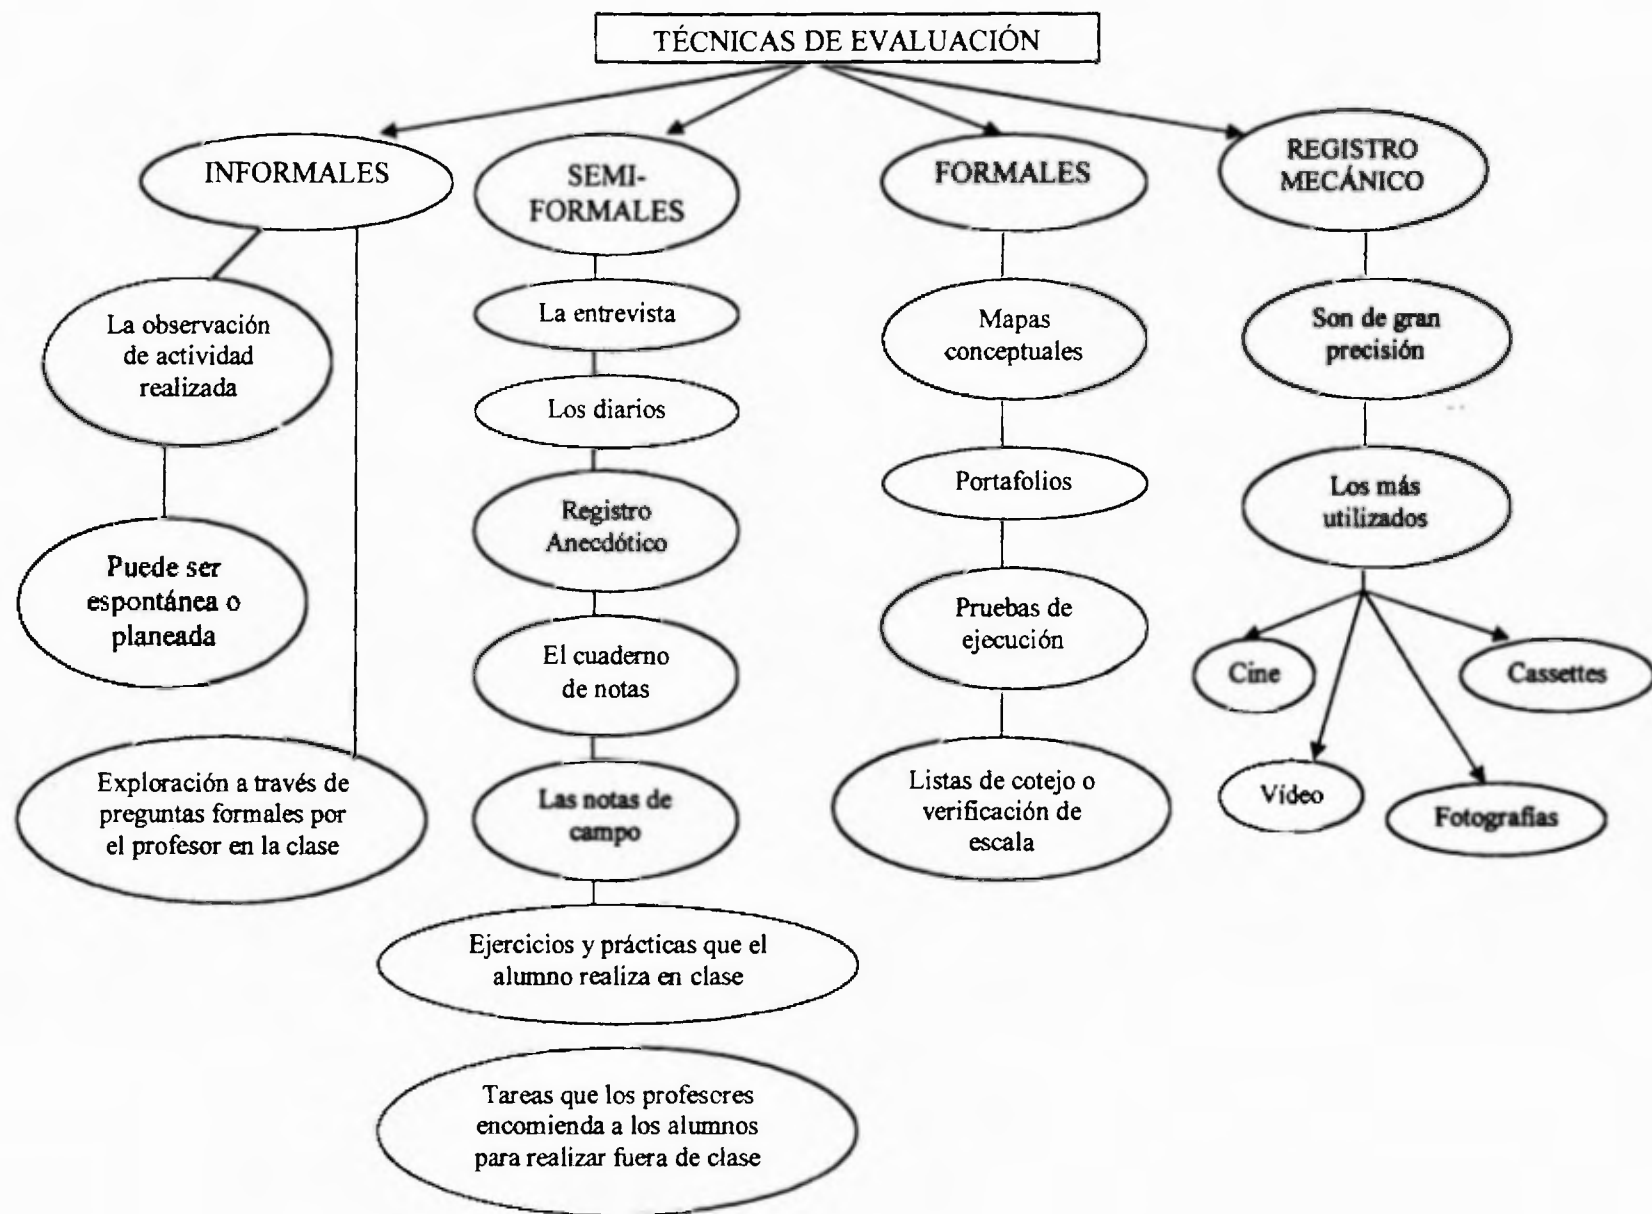 TÉCNICAS DE EVALUACIÓN
INFORMALES
La observación
de actividad
realizada
Puede ser
espontánea o
planeada
Exploración a través de
preguntas formales por
el profesor en la clase
SEMI-
FORMALES
La entrevista
Los diarios
Registro
Anecdótico
El cuaderno
de notas
Las notas de
campo
Ejercicios y prácticas que el
alumno realiza en clase
Tareas que los profesores
encomienda a los alumnos
para realizar fuera de clase
FORMALES
Mapas
conceptuales
Portafolios
Pruebas de
ejecución
Listas de cotejo o
verificación de
escala
REGISTRO
MECÁNICO
Son de gran
precisión
Los más
utilizados
Cine
Cassettes
Vídeo
Fotografías